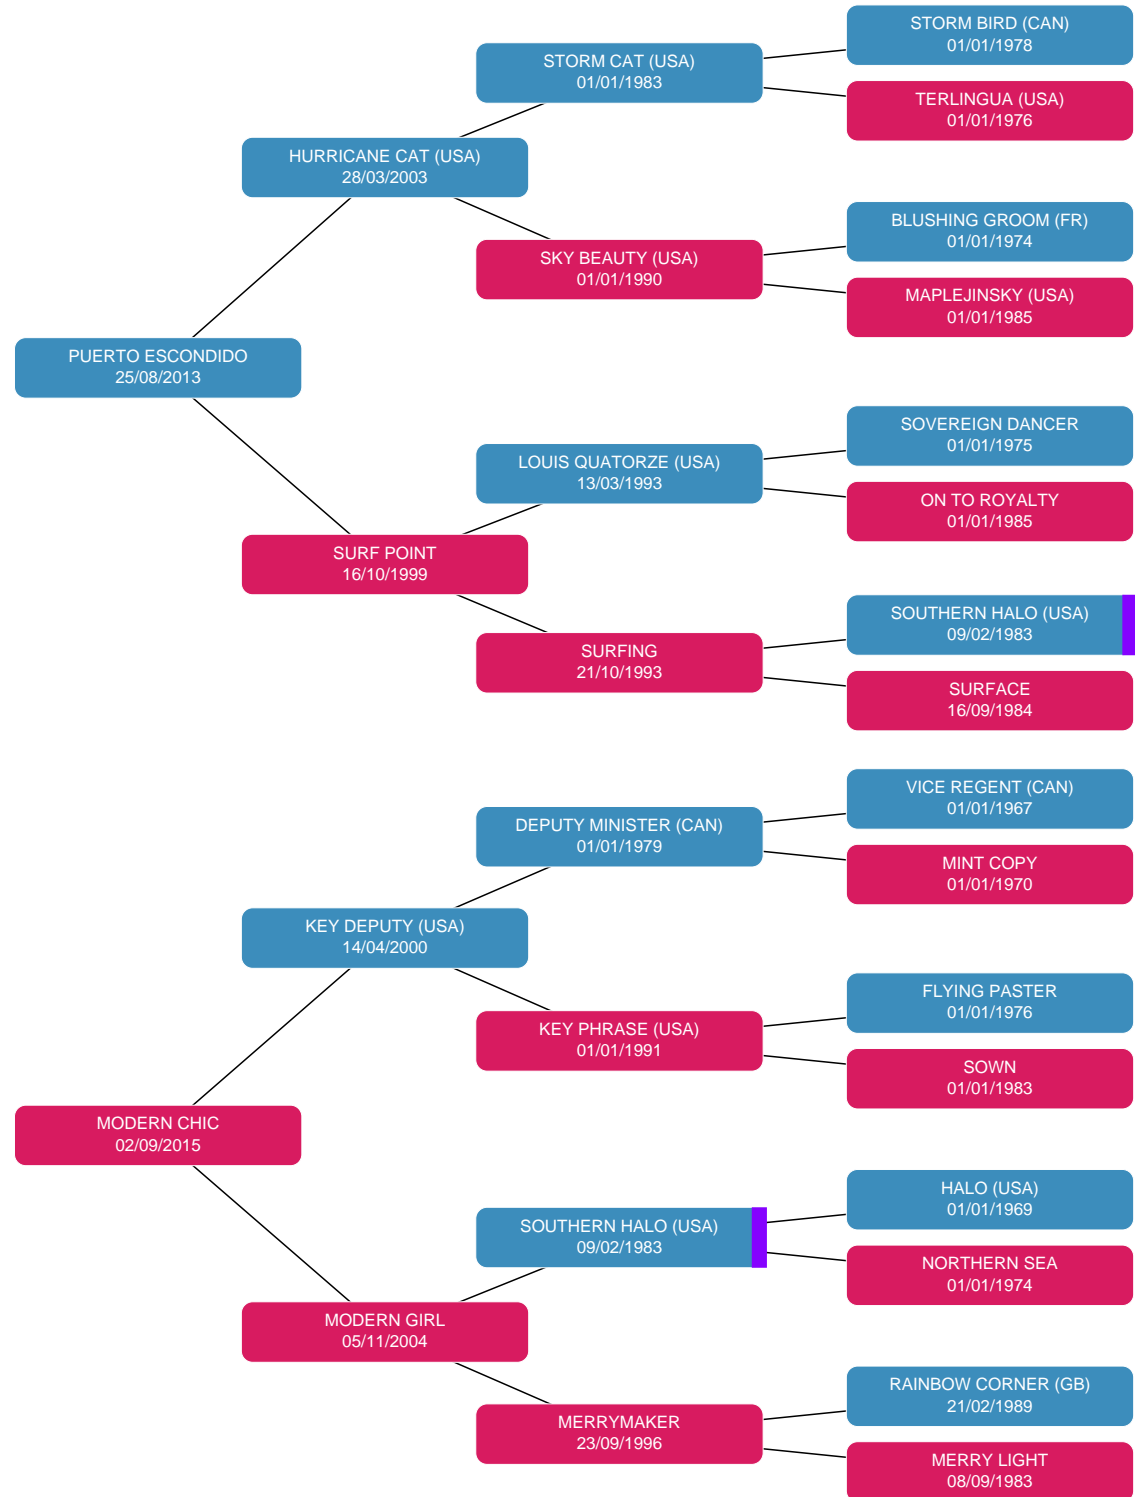 STORM BIRD (CAN)
01/01/1978
STORM CAT (USA)
01/01/1983
TERLINGUA (USA)
01/01/1976
HURRICANE CAT (USA)
28/03/2003
BLUSHING GROOM (FR)
01/01/1974
SKY BEAUTY (USA)
01/01/1990
MAPLEJINSKY (USA)
01/01/1985
PUERTO ESCONDIDO
25/08/2013
SOVEREIGN DANCER
01/01/1975
LOUIS QUATORZE (USA)
13/03/1993
ON TO ROYALTY
01/01/1985
SURF POINT
16/10/1999
SOUTHERN HALO (USA)
09/02/1983
SURFING
21/10/1993
SURFACE
16/09/1984
VICE REGENT (CAN)
01/01/1967
DEPUTY MINISTER (CAN)
01/01/1979
MINT COPY
01/01/1970
KEY DEPUTY (USA)
14/04/2000
FLYING PASTER
01/01/1976
KEY PHRASE (USA)
01/01/1991
SOWN
01/01/1983
MODERN CHIC
02/09/2015
HALO (USA)
01/01/1969
SOUTHERN HALO (USA)
09/02/1983
NORTHERN SEA
01/01/1974
MODERN GIRL
05/11/2004
RAINBOW CORNER (GB)
21/02/1989
MERRYMAKER
23/09/1996
MERRY LIGHT
08/09/1983